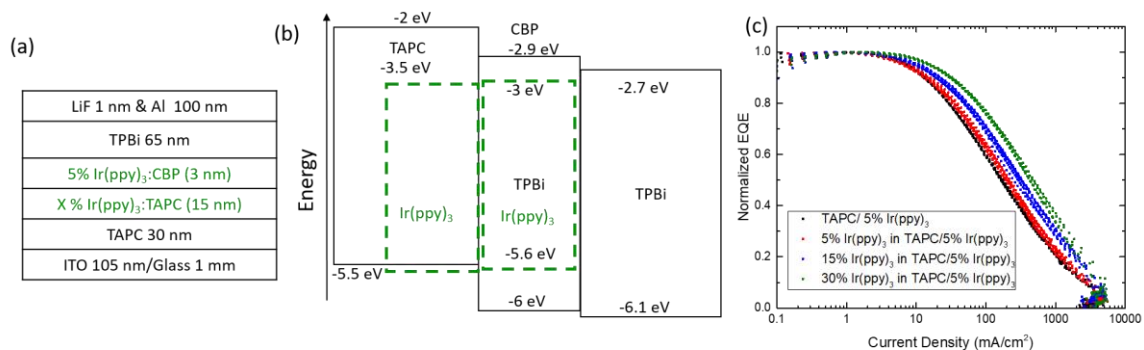 (a)
LiF 1 nm & Al 100 nm
TPBi 65 nm
5% Ir(ppy)₃:CBP (3 nm)
X % Ir(ppy)₃:TAPC (15 nm)
TAPC 30 nm
ITO 105 nm/Glass 1 mm
(b)
Energy
-2 eV
TAPC
-3.5 eV
Ir(ppy)₃
-5.5 eV
CBP
-2.9 eV
-3 eV
TPBi
Ir(ppy)₃
-5.6 eV
-6 eV
-2.7 eV
TPBi
-6.1 eV
(c)
Normalized EQE
1.0
0.8
0.6
0.4
0.2
0.0
TAPC/ 5% Ir(ppy)₃
5% Ir(ppy)₃ in TAPC/5% Ir(ppy)₃
15% Ir(ppy)₃ in TAPC/5% Ir(ppy)₃
30% Ir(ppy)₃ in TAPC/5% Ir(ppy)₃
0.1 1 10 100 1000 10000
Current Density (mA/cm²)